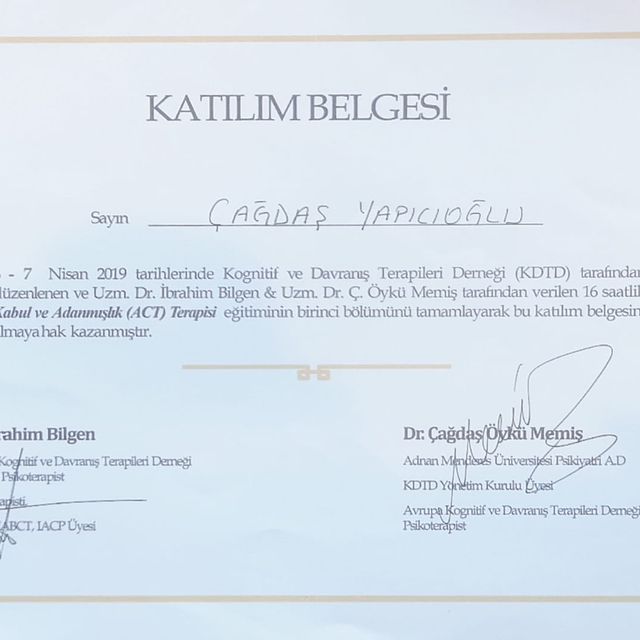 KATILIM BELGESİ
Sayın ÇAĞDAŞ YAPICIOĞLU
- 7 Nisan 2019 tarihlerinde Kognitif ve Davranış Terapileri Derneği (KDTD) tarafından
düzenlenen ve Uzm. Dr. İbrahim Bilgen & Uzm. Dr. Ç. Öykü Memiş tarafından verilen 16 saatlik
Kabul ve Adanmışlık (ACT) Terapisi eğitiminin birinci bölümünü tamamlayarak bu katılım belgesini
almaya hak kazanmıştır.
rahim Bilgen
Kognitif ve Davranış Terapileri Derneği
Psikoterapist
apisti,
ABCT, IACP Üyesi
Dr. Çağdaş Öykü Memiş
Adnan Menderes Üniversitesi Psikiyatri A.D
KDTD Yönetim Kurulu Üyesi
Avrupa Kognitif ve Davranış Terapileri Derneği
Psikoterapist